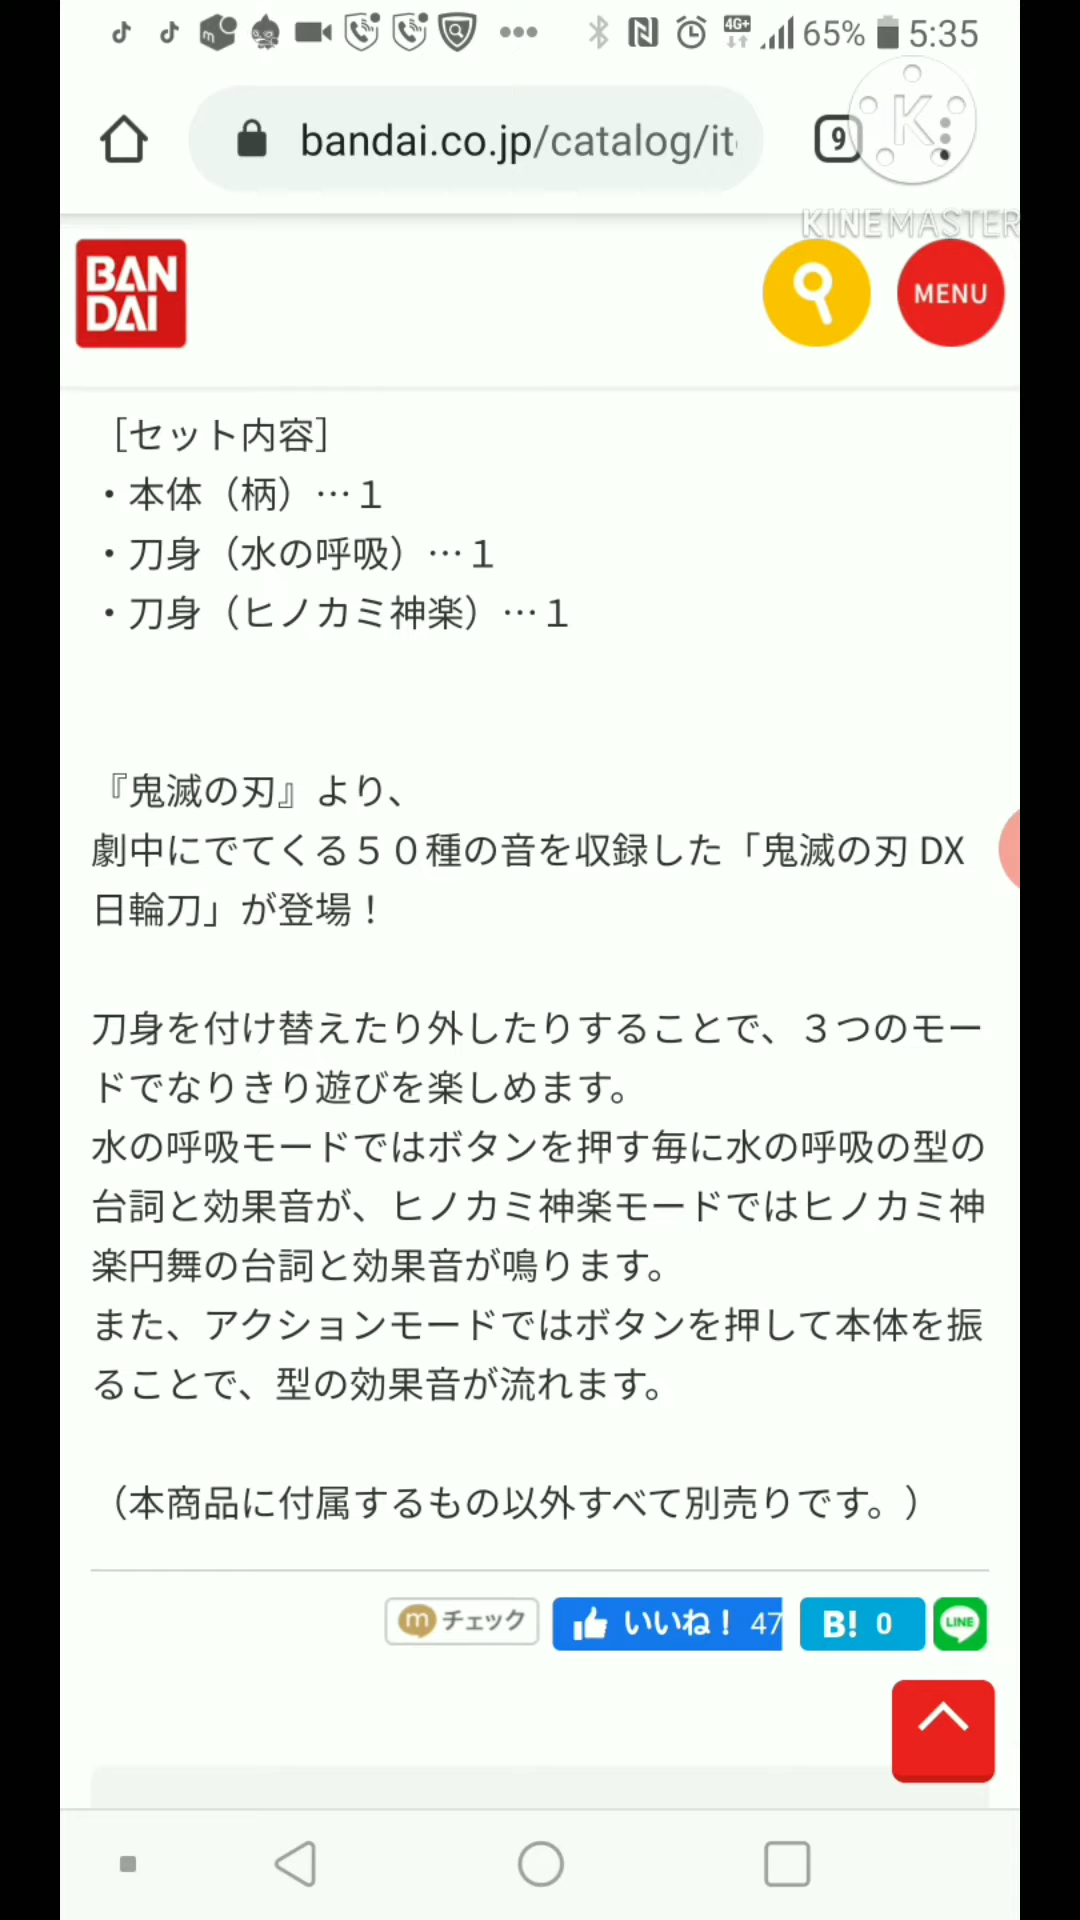 4G+ 65% 5:35
bandai.co.jp/catalog/it
9
K
KINEMASTER
BAN
DAI
MENU
［セット内容］
・本体（柄）…１
・刀身（水の呼吸）…１
・刀身（ヒノカミ神楽）…１
『鬼滅の刃』より、
劇中にでてくる５０種の音を収録した「鬼滅の刃 DX
日輪刀」が登場！
刀身を付け替えたり外したりすることで、３つのモー
ドでなりきり遊びを楽しめます。
水の呼吸モードではボタンを押す毎に水の呼吸の型の
台詞と効果音が、ヒノカミ神楽モードではヒノカミ神
楽円舞の台詞と効果音が鳴ります。
また、アクションモードではボタンを押して本体を振
ることで、型の効果音が流れます。
（本商品に付属するもの以外すべて別売りです。）
m チェック いいね！ 47 B! 0 LINE